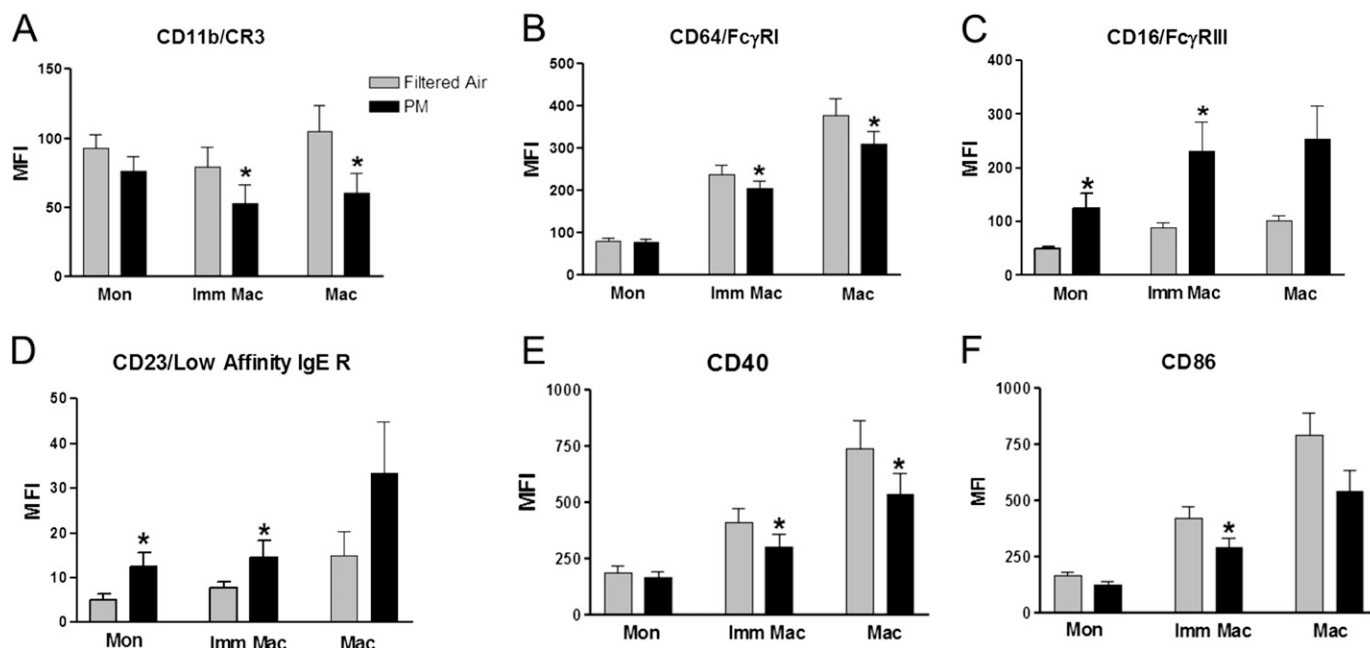 A
CD11b/CR3
MFI
150
100
50
0
Filtered Air
PM
*
*
Mon
Imm Mac
Mac
B
CD64/FcγRI
MFI
500
400
300
200
100
0
*
*
Mon
Imm Mac
Mac
C
CD16/FcγRIII
MFI
400
300
200
100
0
*
*
Mon
Imm Mac
Mac
D
CD23/Low Affinity IgE R
MFI
50
40
30
20
10
0
*
*
Mon
Imm Mac
Mac
E
CD40
MFI
1000
750
500
250
0
*
*
Mon
Imm Mac
Mac
F
CD86
MFI
1000
750
500
250
0
*
Mon
Imm Mac
Mac